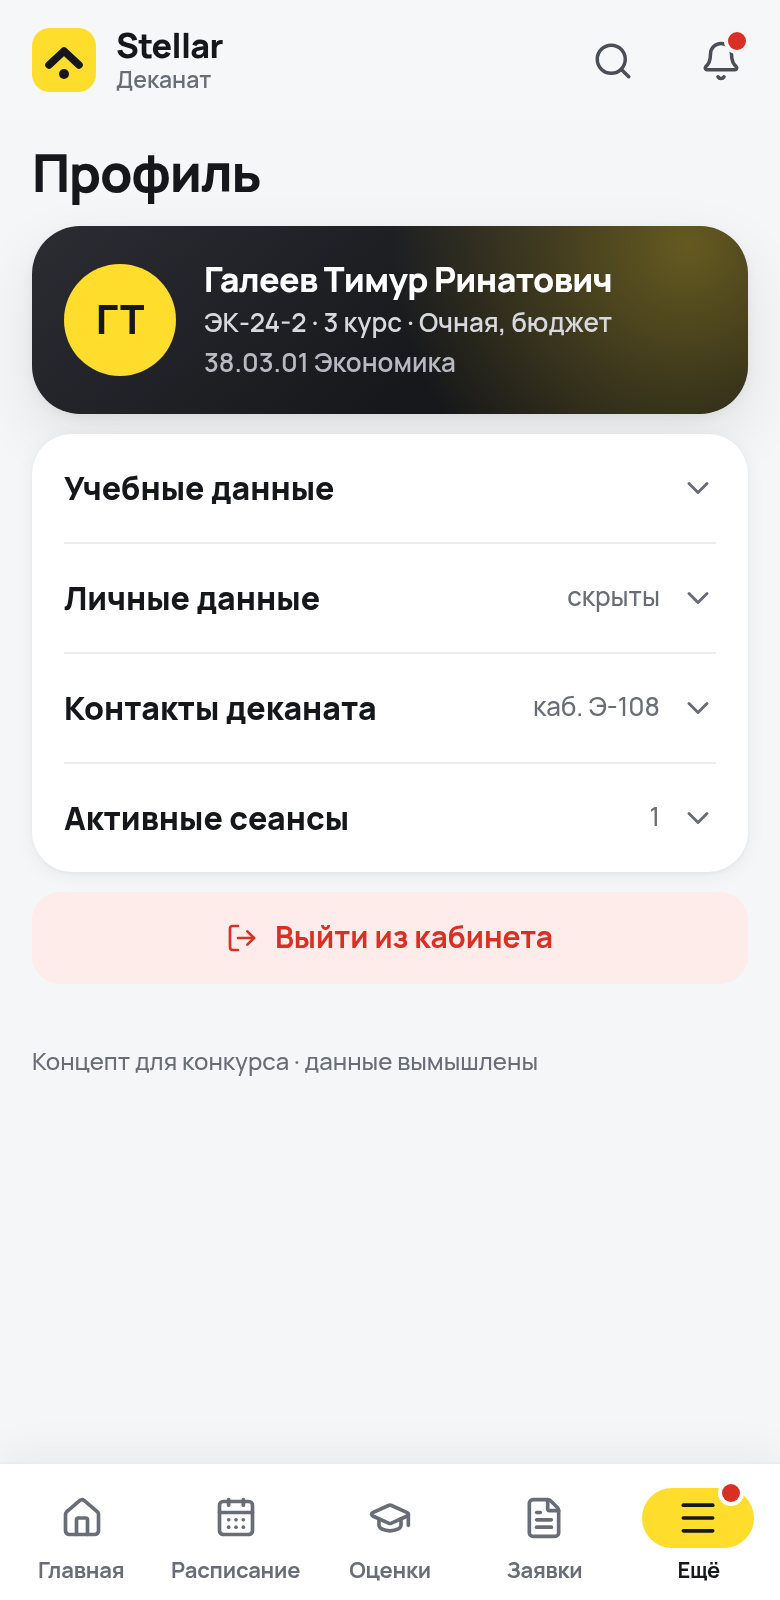 Stellar
Деканат
Профиль
ГТ
Галеев Тимур Ринатович
ЭК-24-2 · 3 курс · Очная, бюджет
38.03.01 Экономика
Учебные данные
Личные данные скрыты
Контакты деканата каб. Э-108
Активные сеансы 1
Выйти из кабинета
Концепт для конкурса · данные вымышлены
Главная Расписание Оценки Заявки Ещё